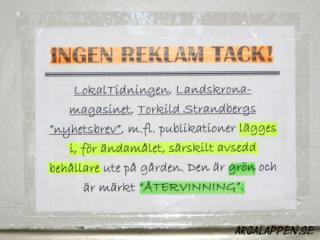 INGEN REKLAM TACK!
LokalTidningen, Landskrona-
magasinet, Torkild Strandbergs
"nyhetsbrev", m.fl. publikationer lägges
i, för ändamålet, särskilt avsedd
behållare ute på gården. Den är grön och
är märkt "ÅTERVINNING".
ARGALAPPEN.SE